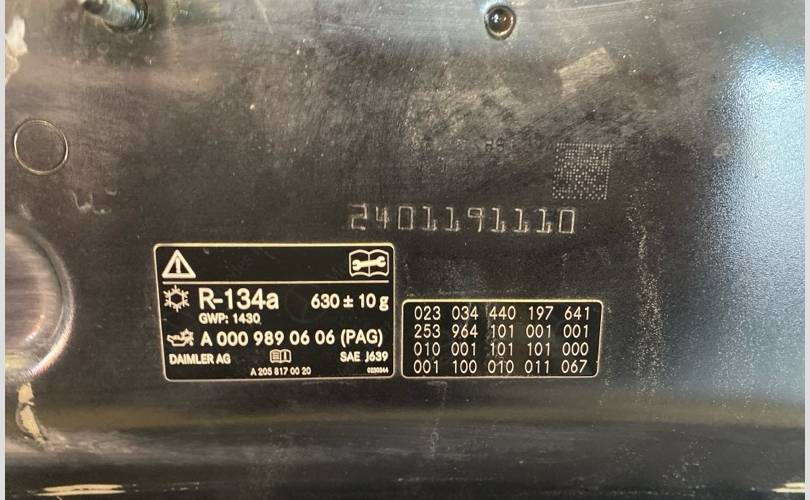 2401191110
R-134a 630 ± 10 g
GWP: 1430
A 000 989 06 06 (PAG)
DAIMLER AG SAE J639
A 205 817 00 20
023 034 440 197 641
253 964 101 001 001
010 001 101 101 000
001 100 010 011 067